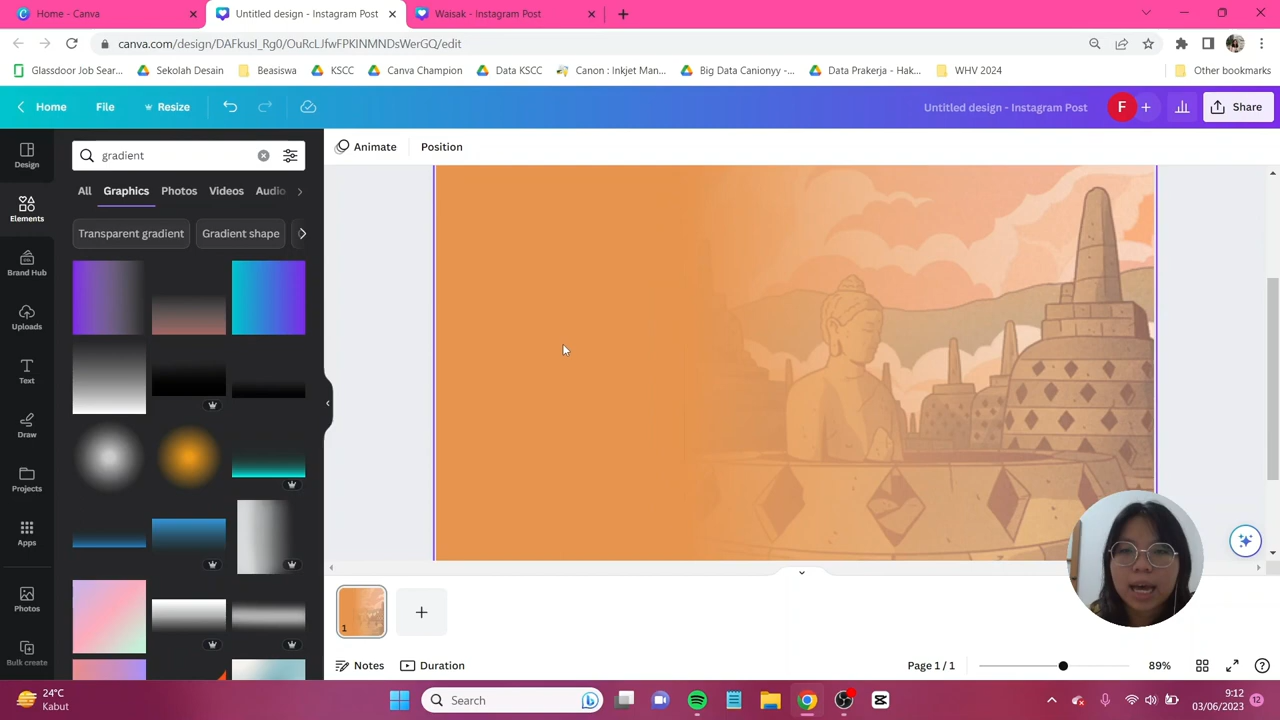 Home - Canva
Untitled design - Instagram Post
Waisak - Instagram Post
canva.com/design/DAFkusI_Rg0/OuRcLJfwFPKINMNDsWerGQ/edit
Glassdoor Job Sear...
Sekolah Desain
Beasiswa
KSCC
Canva Champion
Data KSCC
Canon : Inkjet Man...
Big Data Canionyy -...
Data Prakerja - Hak...
WHV 2024
Other bookmarks
Home
File
Resize
Untitled design - Instagram Post
F
Share
Design
Elements
Brand Hub
Uploads
Text
Draw
Projects
Apps
Photos
Bulk create
gradient
All
Graphics
Photos
Videos
Audio
Transparent gradient
Gradient shape
Animate
Position
1
Notes
Duration
Page 1 / 1
89%
24°C
Kabut
Search
9:12
03/06/2023
12